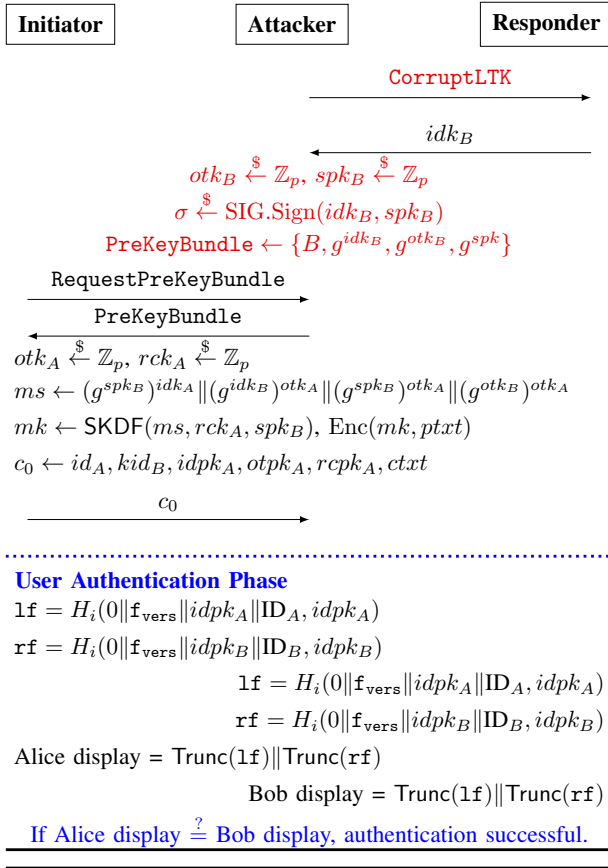 Initiator Attacker Responder
CorruptLTK
idk_B
otk_B ←$ ℤ_p, spk_B ←$ ℤ_p
σ ←$ SIG.Sign(idk_B, spk_B)
PreKeyBundle ← {B, g^{idk_B}, g^{otk_B}, g^{spk}}
RequestPreKeyBundle
PreKeyBundle
otk_A ←$ ℤ_p, rck_A ←$ ℤ_p
ms ← (g^{spk_B})^{idk_A}‖(g^{idk_B})^{otk_A}‖(g^{spk_B})^{otk_A}‖(g^{otk_B})^{otk_A}
mk ← SKDF(ms, rck_A, spk_B), Enc(mk, ptxt)
c_0 ← id_A, kid_B, idpk_A, otpk_A, rcpk_A, ctxt
c_0
User Authentication Phase
lf = H_i(0‖f_vers‖idpk_A‖ID_A, idpk_A)
rf = H_i(0‖f_vers‖idpk_B‖ID_B, idpk_B)
lf = H_i(0‖f_vers‖idpk_A‖ID_A, idpk_A)
rf = H_i(0‖f_vers‖idpk_B‖ID_B, idpk_B)
Alice display = Trunc(lf)‖Trunc(rf)
Bob display = Trunc(lf)‖Trunc(rf)
If Alice display =? Bob display, authentication successful.